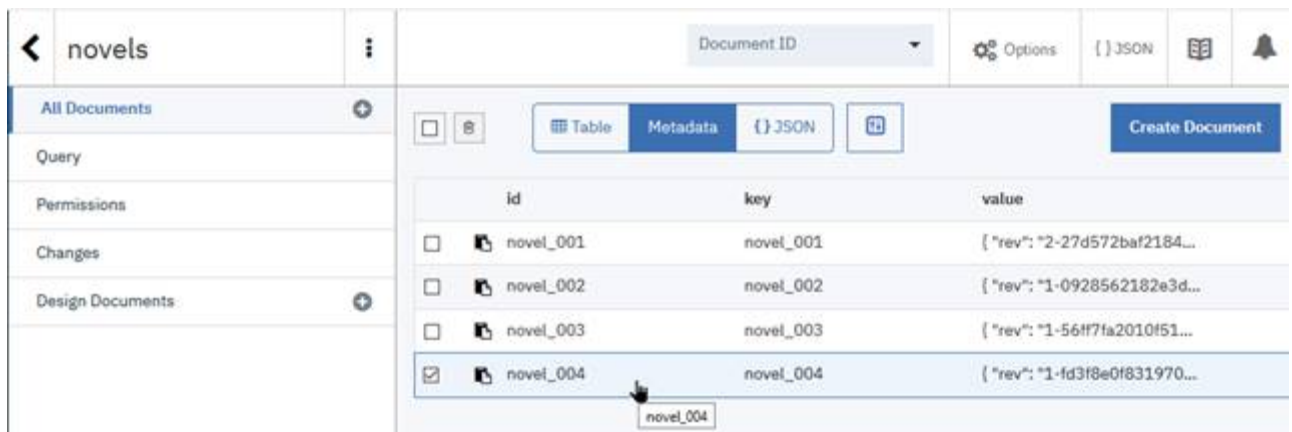 novels
Document ID
Options
{ } JSON
All Documents
Query
Permissions
Changes
Design Documents
Table
Metadata
{ } JSON
Create Document
id key value
novel_001 novel_001 { "rev": "2-27d572baf2184...
novel_002 novel_002 { "rev": "1-0928562182e3d...
novel_003 novel_003 { "rev": "1-56ff7fa2010f51...
novel_004 novel_004 { "rev": "1-fd3f8e0f831970...
novel_004